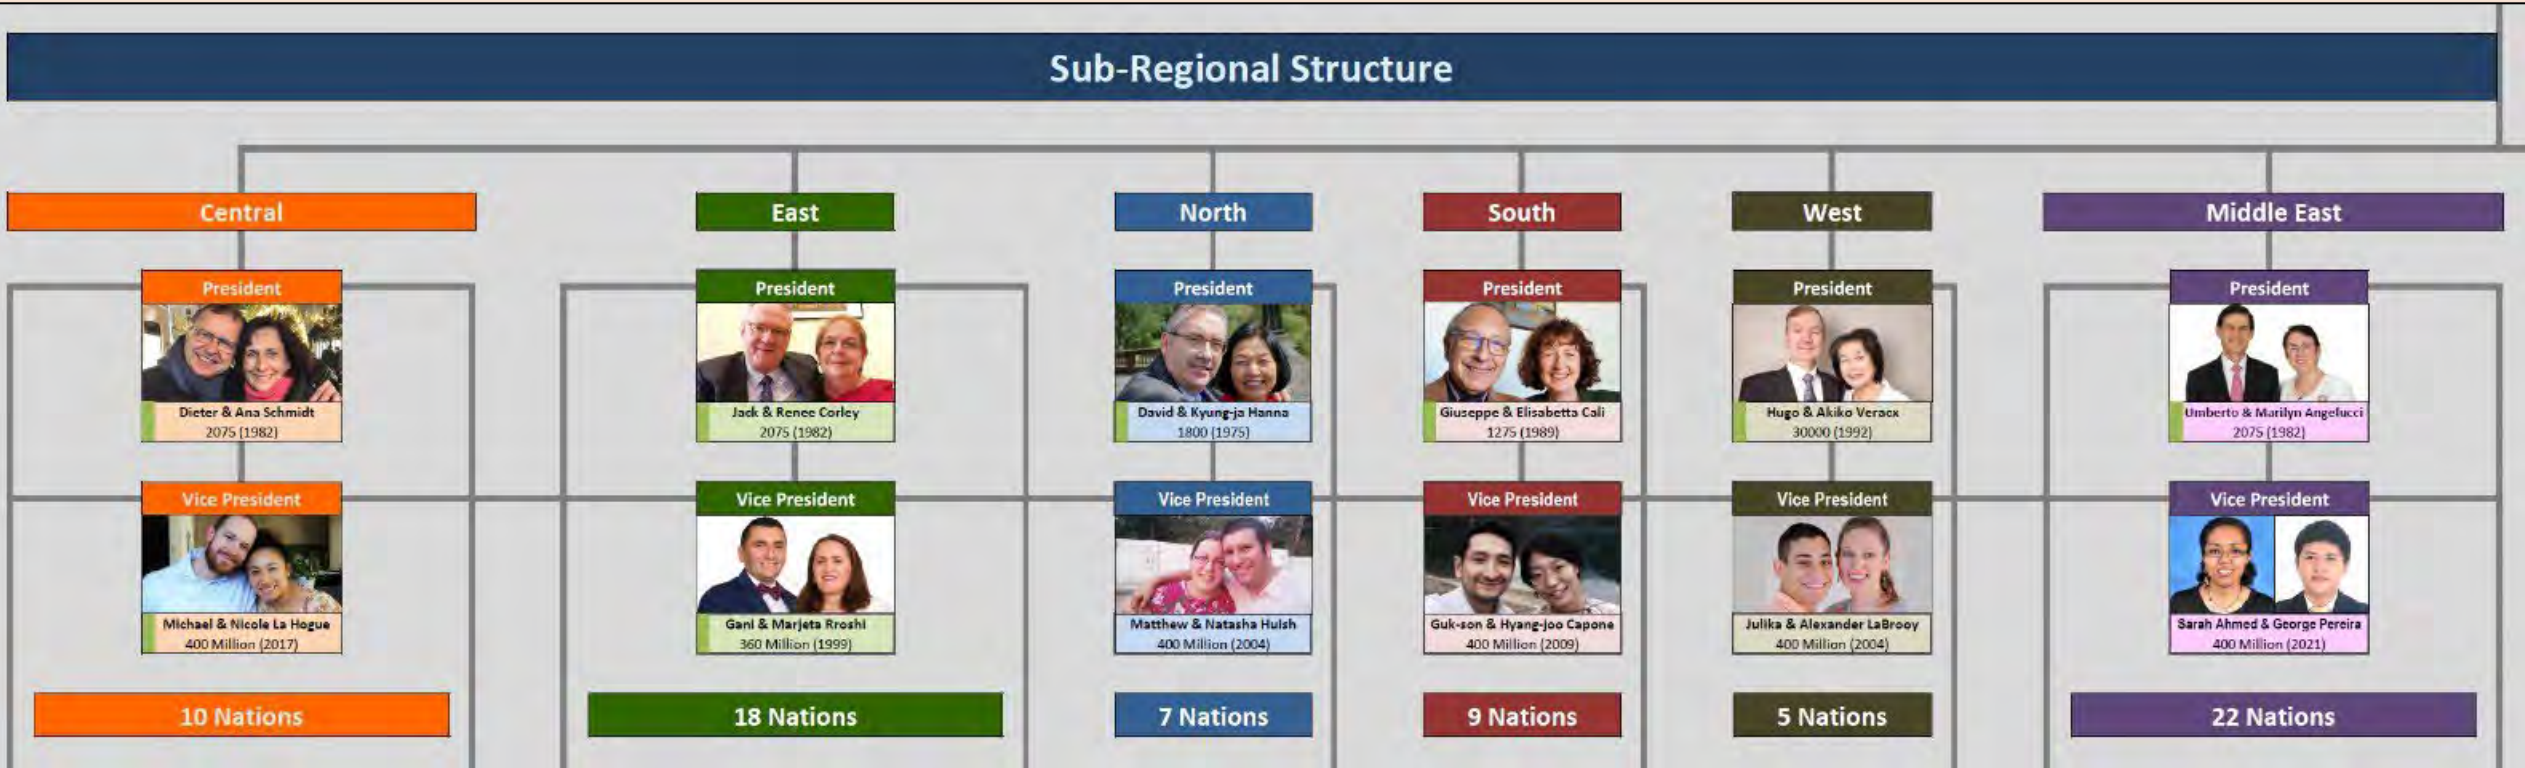 Sub-Regional Structure
Central
East
North
South
West
Middle East
President
President
President
President
President
President
Dieter & Ana Schmidt
2075 (1982)
Jack & Renee Corley
2075 (1982)
David & Kyung-ja Hanna
1800 (1975)
Giuseppe & Elisabetta Cali
1275 (1989)
Hugo & Akiko Veracx
30000 (1992)
Umberto & Marilyn Angelucci
2075 (1982)
Vice President
Vice President
Vice President
Vice President
Vice President
Vice President
Michael & Nicole La Hogue
400 Million (2017)
Gani & Marjeta Rroshi
360 Million (1999)
Matthew & Natasha Huish
400 Million (2004)
Guk-son & Hyang-joo Capone
400 Million (2009)
Julika & Alexander LaBrooy
400 Million (2004)
Sarah Ahmed & George Pereira
400 Million (2021)
10 Nations
18 Nations
7 Nations
9 Nations
5 Nations
22 Nations